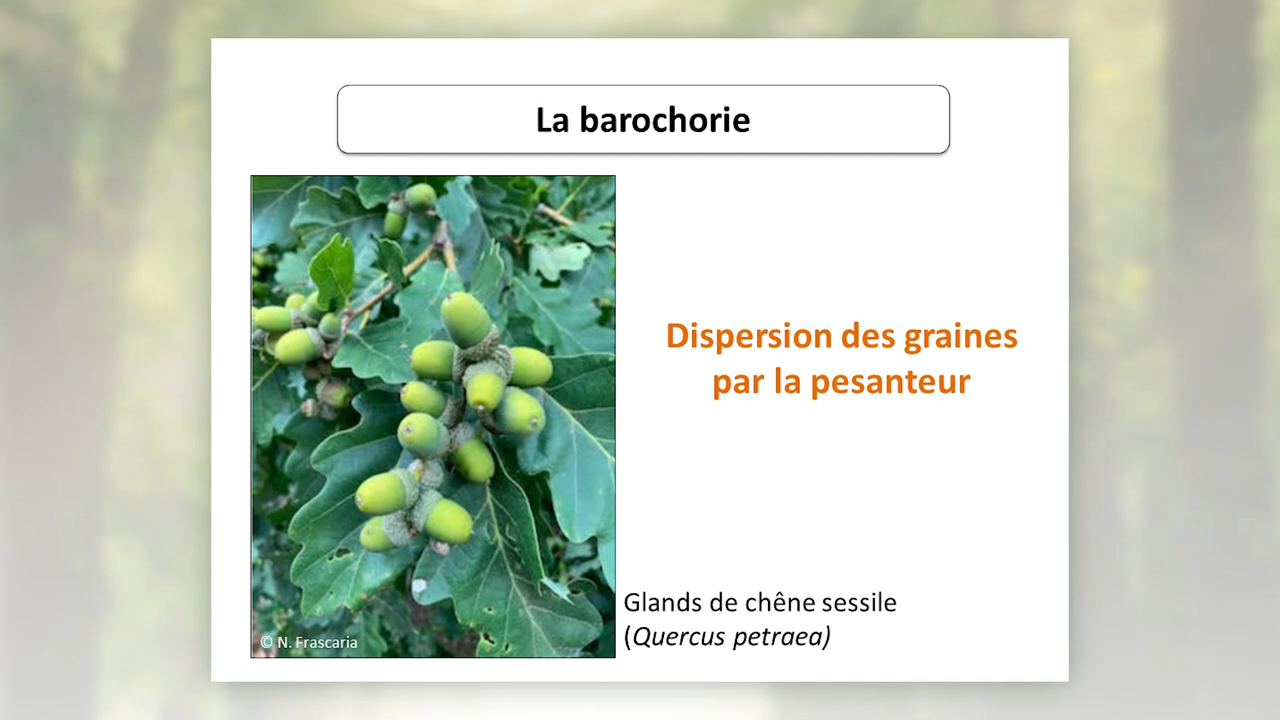 La barochorie
Dispersion des graines
par la pesanteur
Glands de chêne sessile
(Quercus petraea)
© N. Frascaria